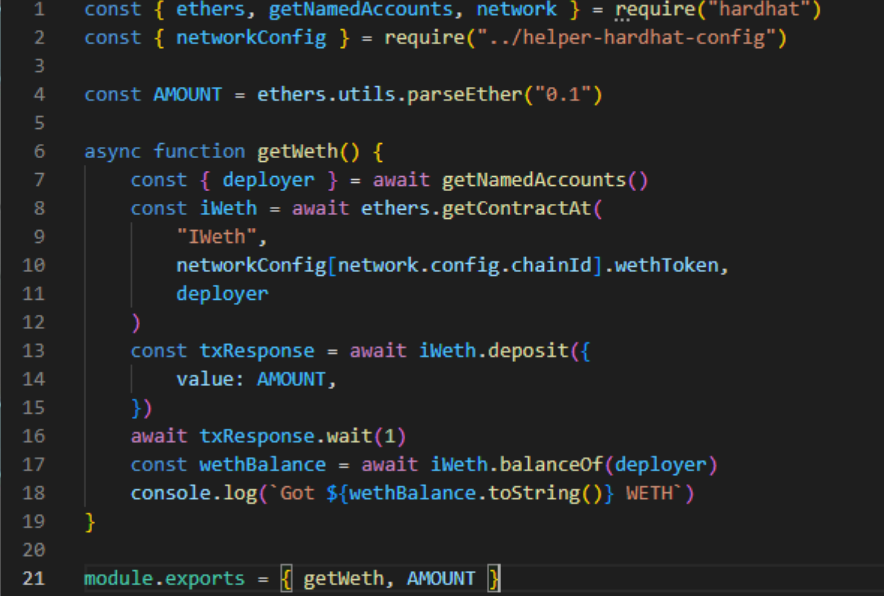 1 const { ethers, getNamedAccounts, network } = require("hardhat")
2 const { networkConfig } = require("../helper-hardhat-config")
3
4 const AMOUNT = ethers.utils.parseEther("0.1")
5
6 async function getWeth() {
7     const { deployer } = await getNamedAccounts()
8     const iWeth = await ethers.getContractAt(
9         "IWeth",
10         networkConfig[network.config.chainId].wethToken,
11         deployer
12     )
13     const txResponse = await iWeth.deposit({
14         value: AMOUNT,
15     })
16     await txResponse.wait(1)
17     const wethBalance = await iWeth.balanceOf(deployer)
18     console.log(`Got ${wethBalance.toString()} WETH`)
19 }
20
21 module.exports = { getWeth, AMOUNT }